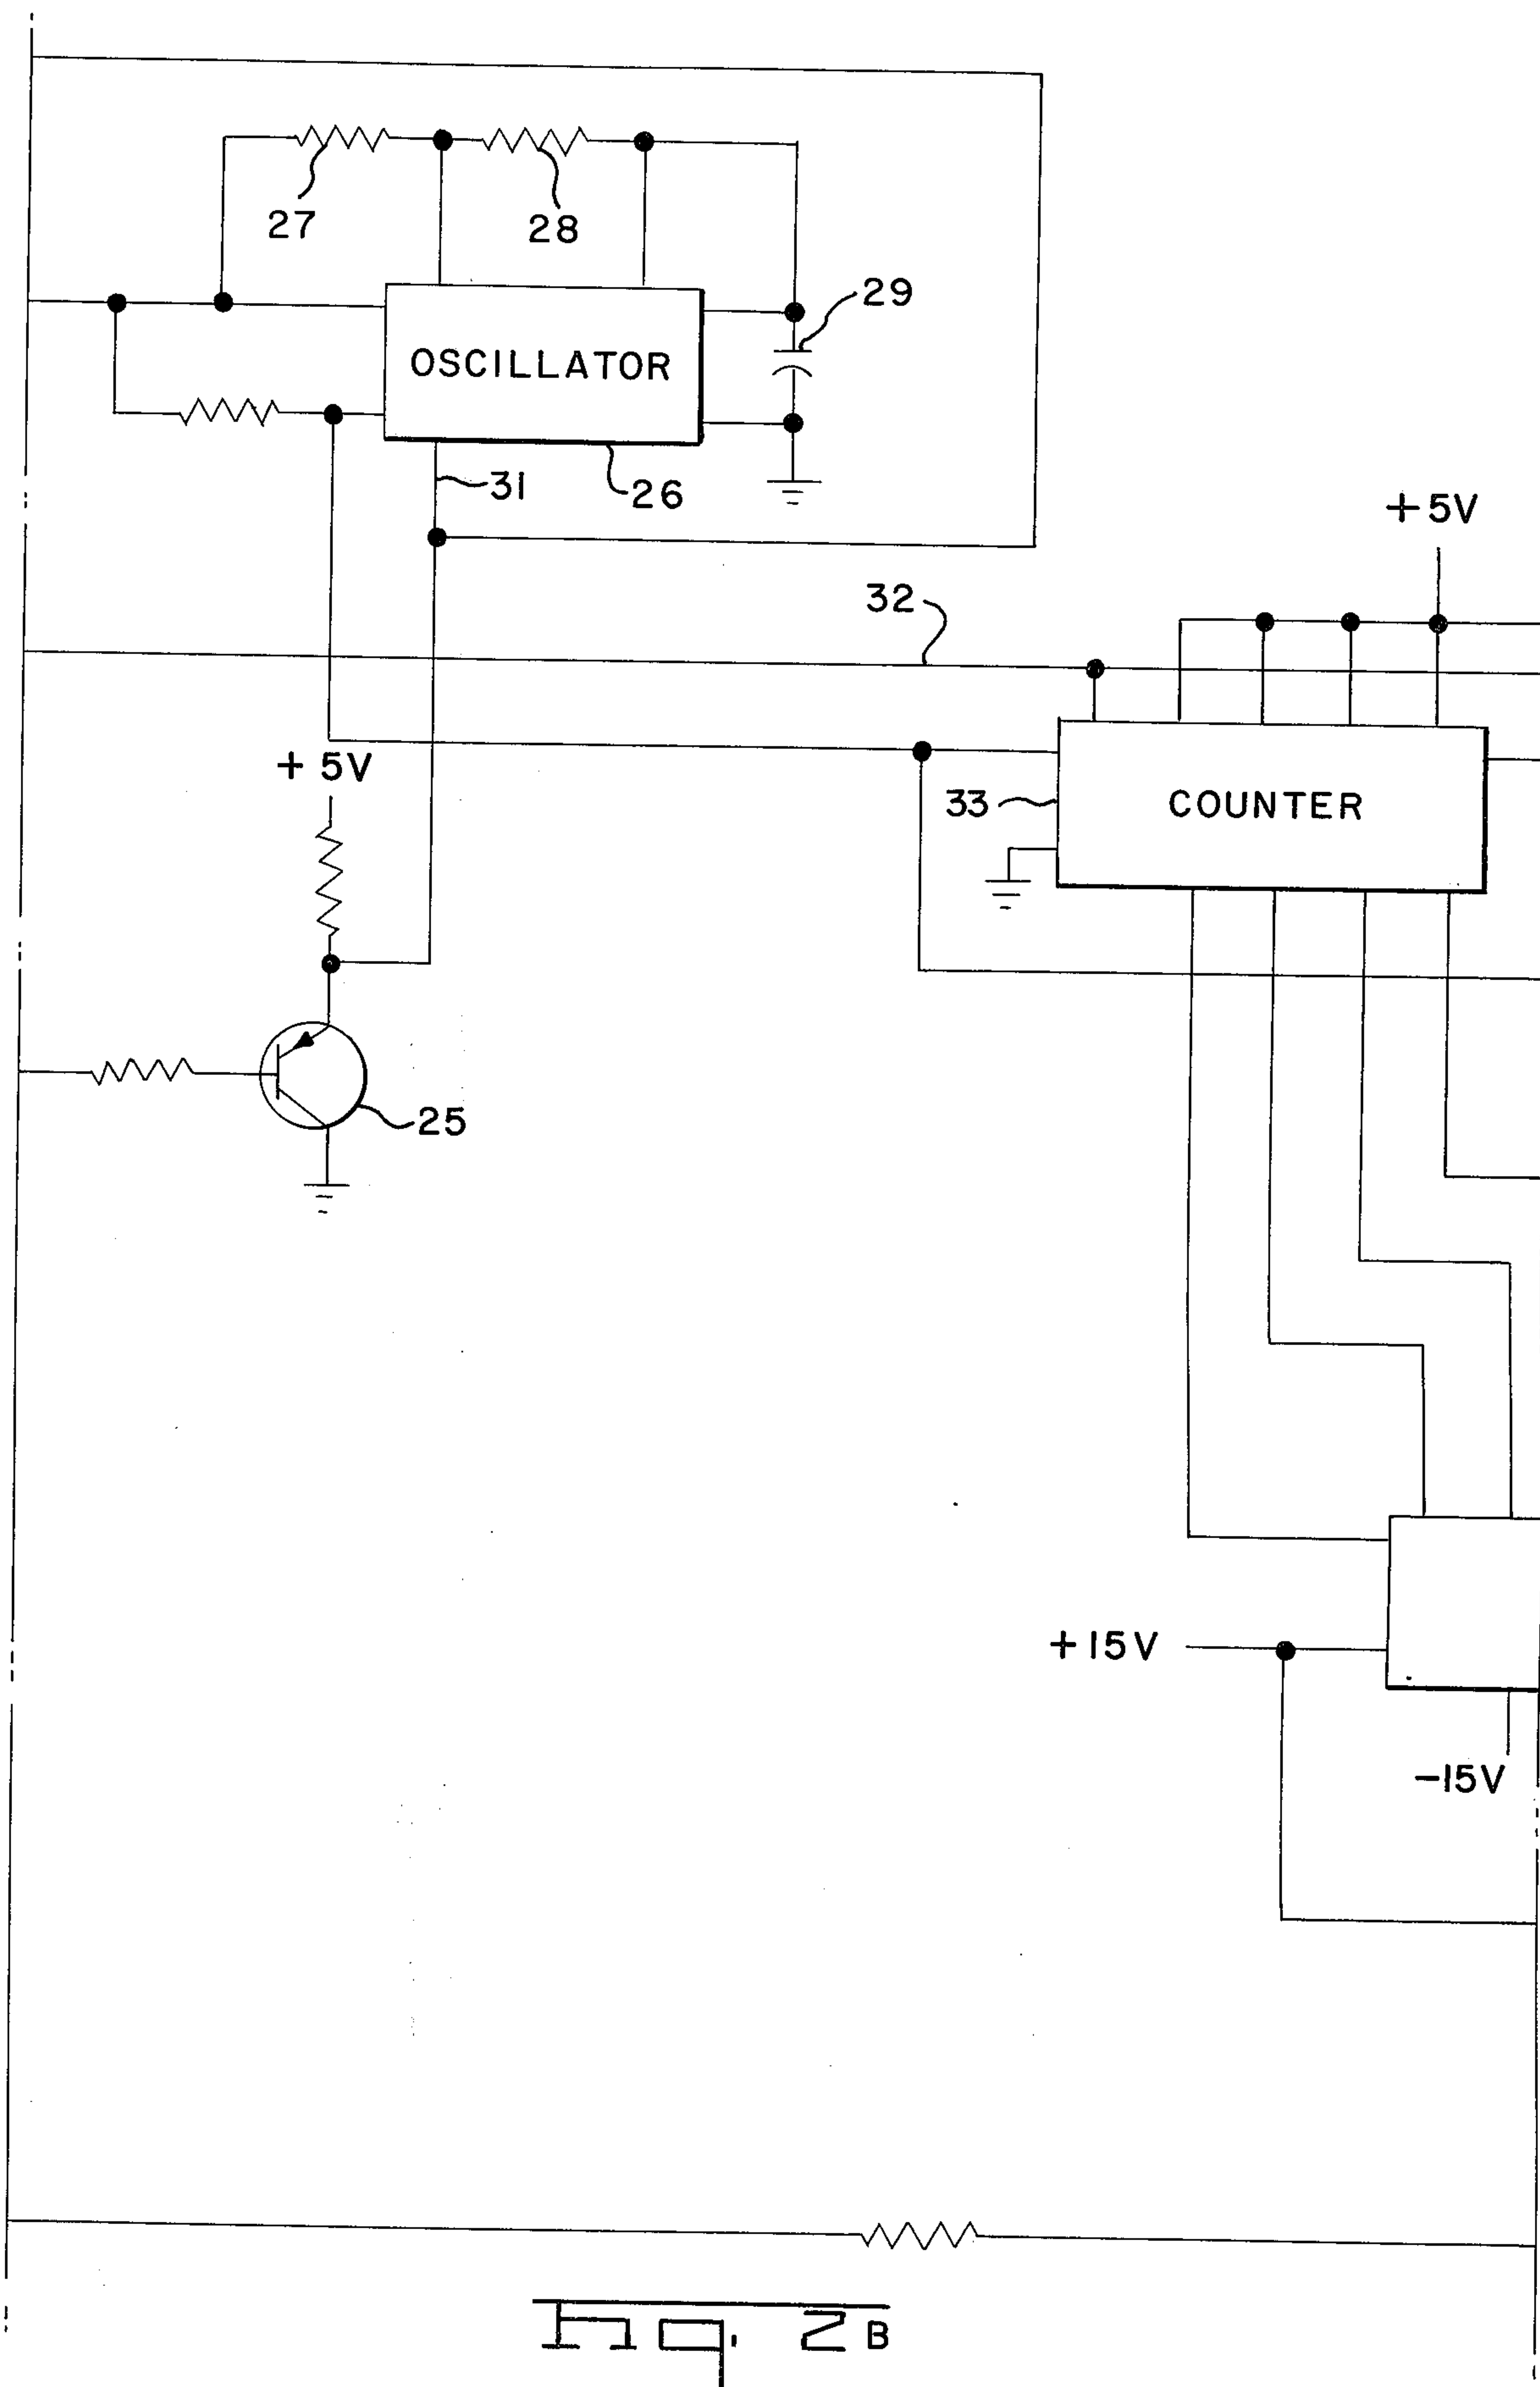 27
28
29
OSCILLATOR
31
26
+5V
32
+ 5V
33
COUNTER
25
+15V
-15V
Fig. 2B